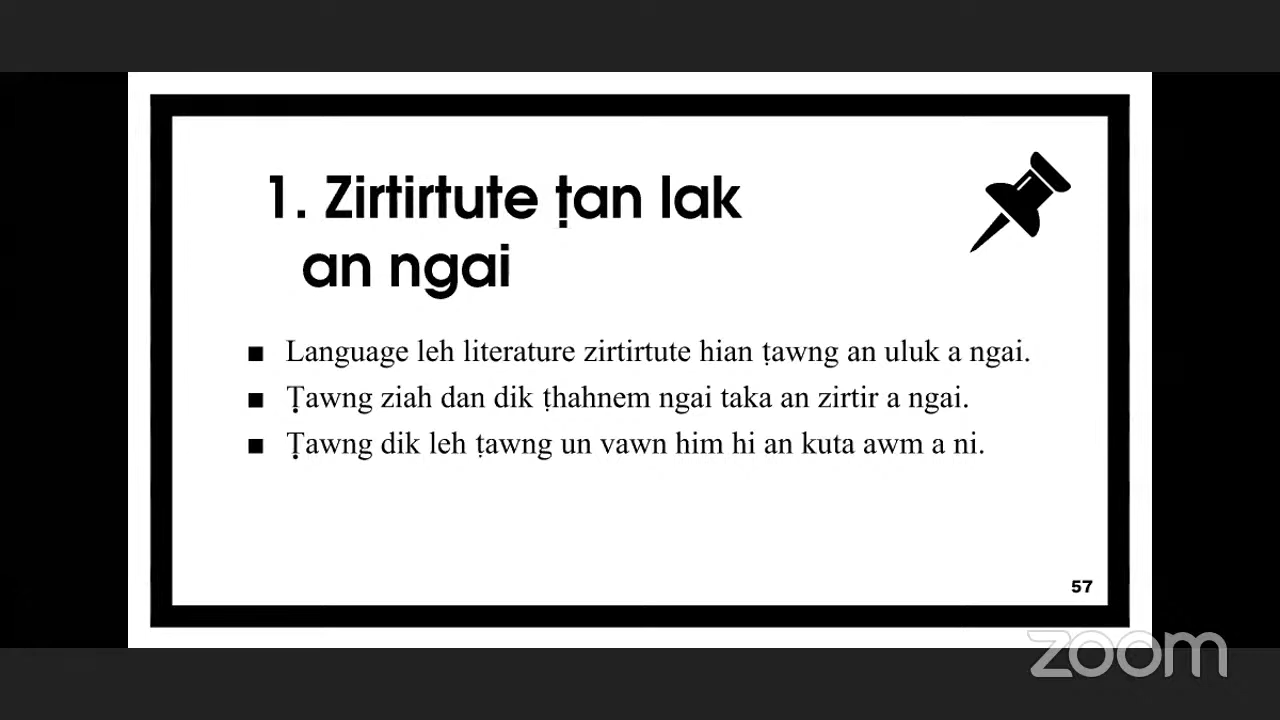 1. Zirtirtute ṭan lak
an ngai
■ Language leh literature zirtirtute hian ṭawng an uluk a ngai.
■ Ṭawng ziah dan dik ṭhahnem ngai taka an zirtir a ngai.
■ Ṭawng dik leh ṭawng un vawn him hi an kuta awm a ni.
57
zoom